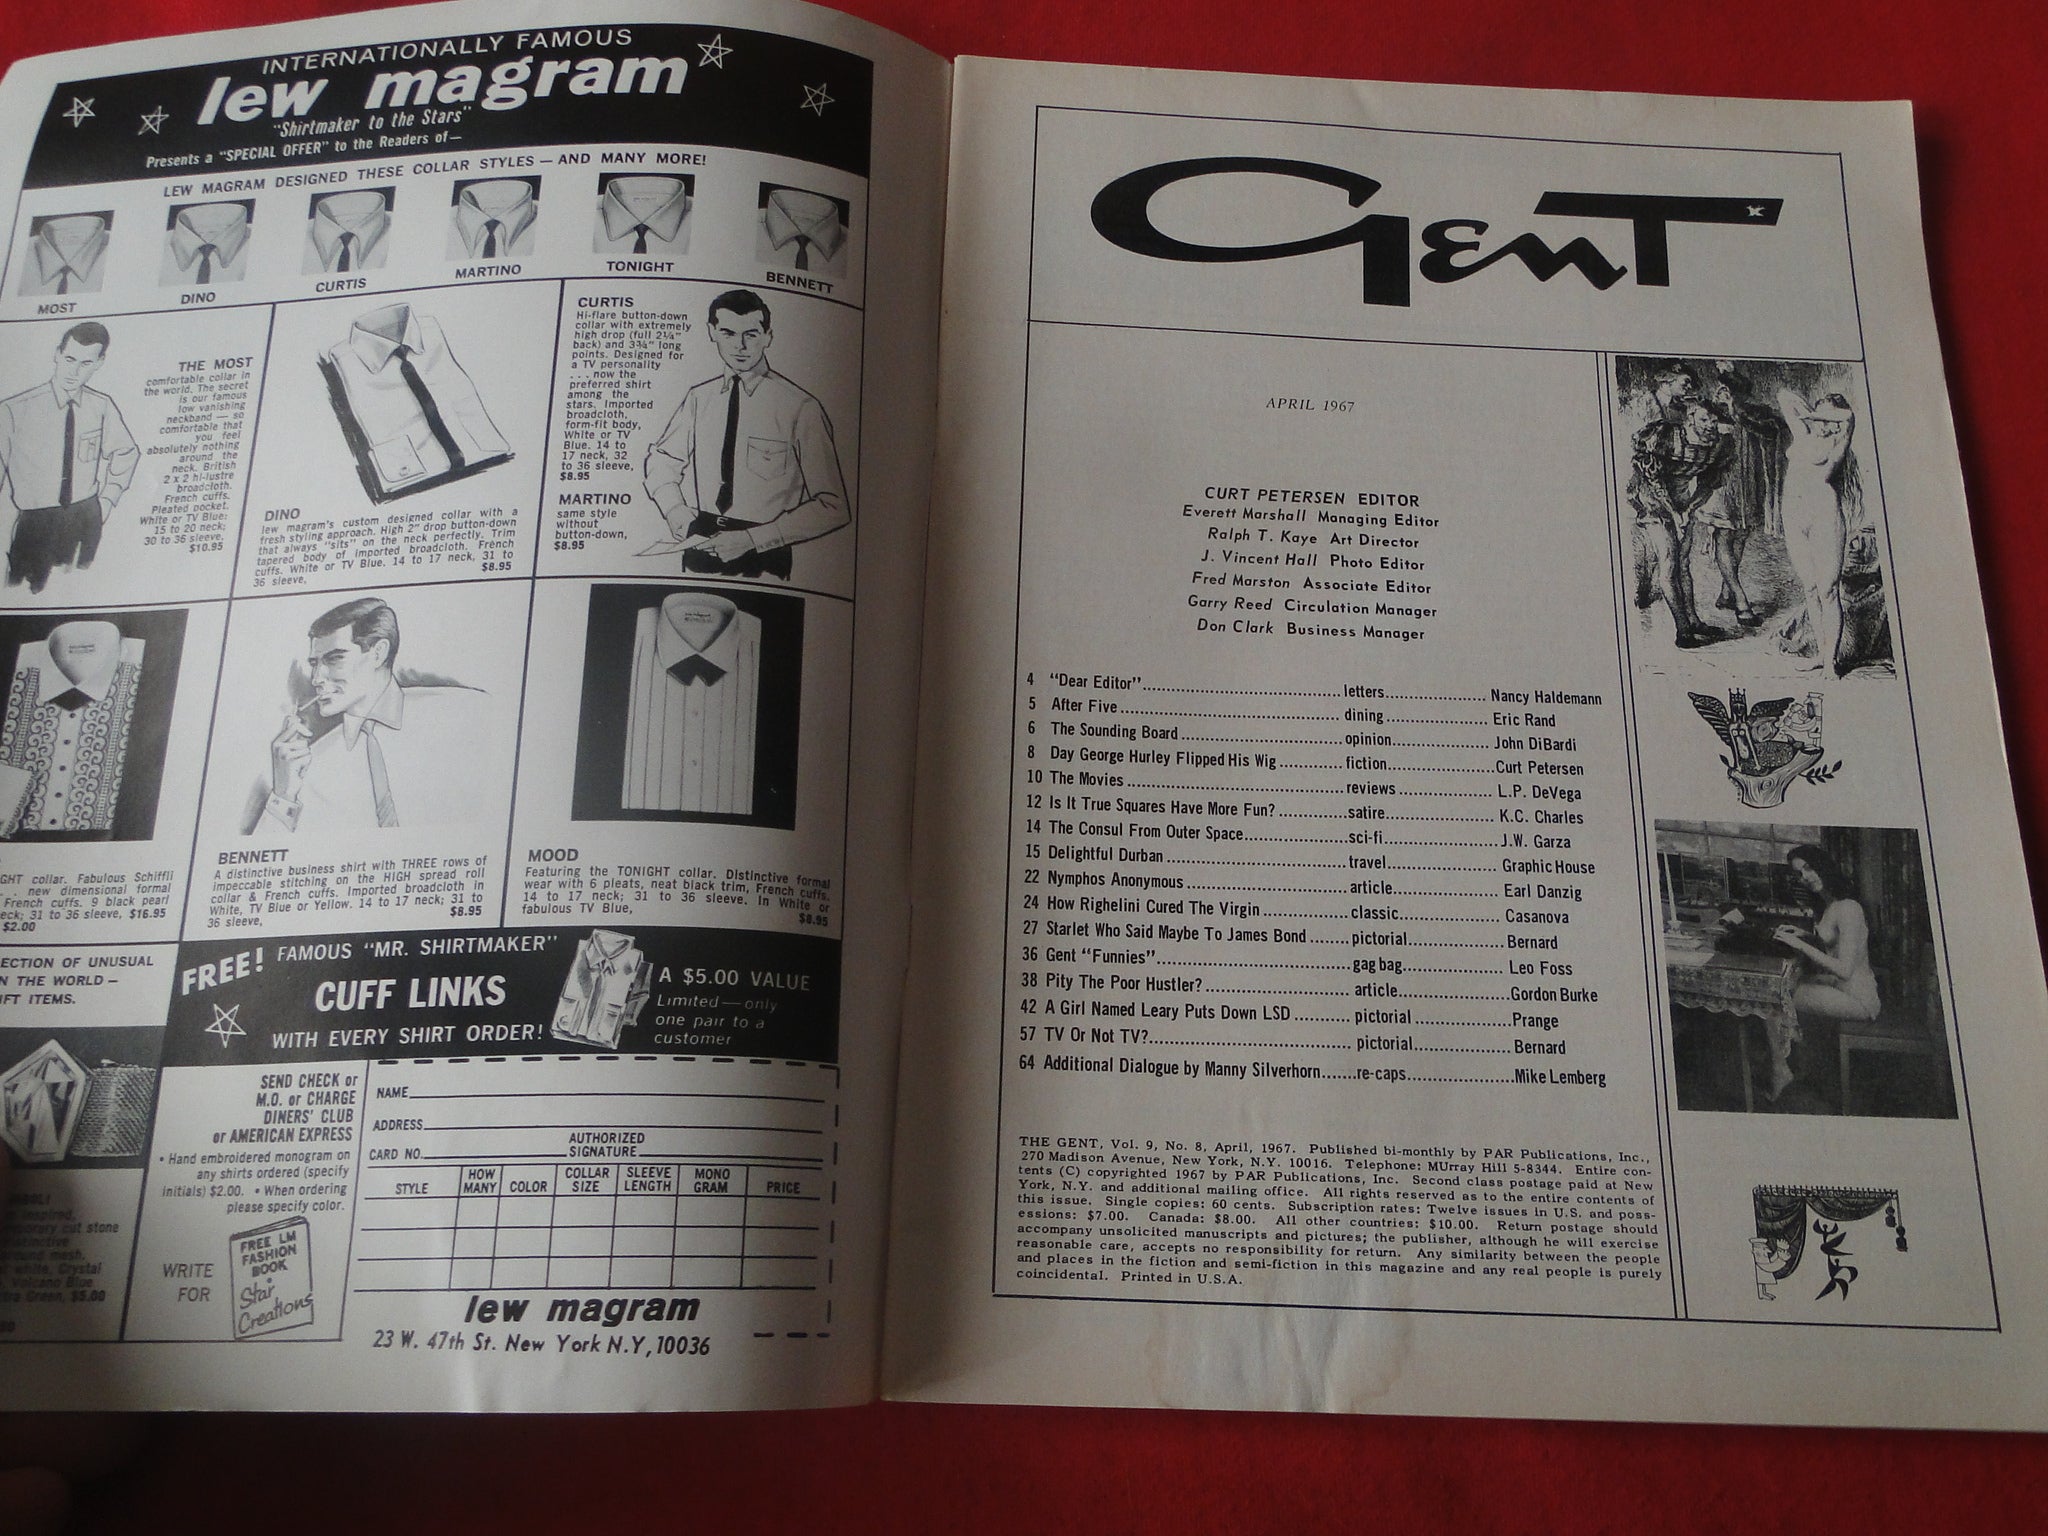 INTERNATIONALLY FAMOUS
lew magram
"Shirtmaker to the Stars"
Presents a "SPECIAL OFFER" to the Readers of—
LEW MAGRAM DESIGNED THESE COLLAR STYLES — AND MANY MORE!
MOST
DINO
CURTIS
MARTINO
TONIGHT
BENNETT
THE MOST
comfortable collar in
the world. The secret
is our famous
low vanishing
neckband — so
comfortable that
you feel
absolutely nothing
around the
neck. British
2 x 2 hi-lustre
broadcloth.
French cuffs.
Pleated pocket.
White or TV Blue:
15 to 20 neck;
30 to 36 sleeve,
$10.95
DINO
lew magram's custom designed collar with a
fresh styling approach. High 2" drop button-down
that always "sits" on the neck perfectly. Trim
tapered body of imported broadcloth. French
cuffs. White or TV Blue. 14 to 17 neck, 31 to
36 sleeve, $8.95
CURTIS
Hi-flare button-down
collar with extremely
high drop (full 2¼"
back) and 3¾" long
points. Designed for
a TV personality
. . . now the
preferred shirt
among the
stars. Imported
broadcloth,
form-fit body,
White or TV
Blue. 14 to
17 neck, 32
to 36 sleeve,
$8.95
MARTINO
same style
without
button-down,
$8.95
GHT collar. Fabulous Schiffli
. . new dimensional formal
French cuffs. 9 black pearl
eck; 31 to 36 sleeve, $16.95
$2.00
BENNETT
A distinctive business shirt with THREE rows of
impeccable stitching on the HIGH spread roll
collar & French cuffs. Imported broadcloth in
White, TV Blue or Yellow. 14 to 17 neck; 31 to
36 sleeve, $8.95
MOOD
Featuring the TONIGHT collar. Distinctive formal
wear with 6 pleats, neat black trim, French cuffs.
14 to 17 neck; 31 to 36 sleeve. In White or
fabulous TV Blue, $8.95
ECTION OF UNUSUAL
N THE WORLD —
IFT ITEMS.
FREE! FAMOUS "MR. SHIRTMAKER"
CUFF LINKS
WITH EVERY SHIRT ORDER!
A $5.00 VALUE
Limited—only
one pair to a
customer
inspired,
mporary cut stone
distinctive
mesh.
white, Crystal
Volcano Blue
Green, $5.00
SEND CHECK or
M.O. or CHARGE
DINERS' CLUB
or AMERICAN EXPRESS
• Hand embroidered monogram on
any shirts ordered (specify
initials) $2.00. • When ordering
please specify color.
WRITE
FOR
FREE LM
FASHION
BOOK
Star
Creations
NAME
ADDRESS
CARD NO. AUTHORIZED SIGNATURE
STYLE HOW MANY COLOR COLLAR SIZE SLEEVE LENGTH MONO GRAM PRICE
lew magram
23 W. 47th St. New York N.Y, 10036
GENT
APRIL 1967
CURT PETERSEN EDITOR
Everett Marshall Managing Editor
Ralph T. Kaye Art Director
J. Vincent Hall Photo Editor
Fred Marston Associate Editor
Garry Reed Circulation Manager
Don Clark Business Manager
4 "Dear Editor" letters Nancy Haldemann
5 After Five dining Eric Rand
6 The Sounding Board opinion John DiBardi
8 Day George Hurley Flipped His Wig fiction Curt Petersen
10 The Movies reviews L.P. DeVega
12 Is It True Squares Have More Fun? satire K.C. Charles
14 The Consul From Outer Space sci-fi J.W. Garza
15 Delightful Durban travel Graphic House
22 Nymphos Anonymous article Earl Danzig
24 How Righelini Cured The Virgin classic Casanova
27 Starlet Who Said Maybe To James Bond pictorial Bernard
36 Gent "Funnies" gag bag Leo Foss
38 Pity The Poor Hustler? article Gordon Burke
42 A Girl Named Leary Puts Down LSD pictorial Prange
57 TV Or Not TV? pictorial Bernard
64 Additional Dialogue by Manny Silverhorn re-caps Mike Lemberg
THE GENT, Vol. 9, No. 8, April, 1967. Published bi-monthly by PAR Publications, Inc.,
270 Madison Avenue, New York, N.Y. 10016. Telephone: MUrray Hill 5-8344. Entire con-
tents (C) copyrighted 1967 by PAR Publications, Inc. Second class postage paid at New
York, N.Y. and additional mailing office. All rights reserved as to the entire contents of
this issue. Single copies: 60 cents. Subscription rates: Twelve issues in U.S. and poss-
essions: $7.00. Canada: $8.00. All other countries: $10.00. Return postage should
accompany unsolicited manuscripts and pictures; the publisher, although he will exercise
reasonable care, accepts no responsibility for return. Any similarity between the people
and places in the fiction and semi-fiction in this magazine and any real people is purely
coincidental. Printed in U.S.A.